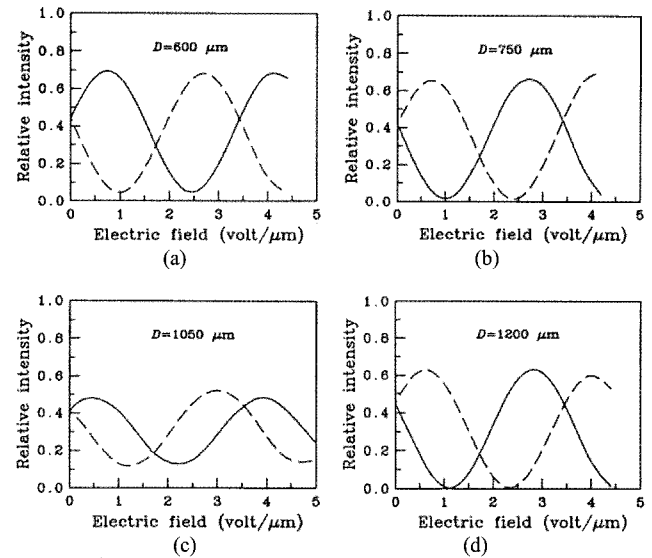 1.0
0.8
0.6
0.4
0.2
0.0
Relative intensity
D=600 μm
0 1 2 3 4 5
Electric field (volt/μm)
(a)
1.0
0.8
0.6
0.4
0.2
0.0
Relative intensity
D=750 μm
0 1 2 3 4 5
Electric field (volt/μm)
(b)
1.0
0.8
0.6
0.4
0.2
0.0
Relative intensity
D=1050 μm
0 1 2 3 4 5
Electric field (volt/μm)
(c)
1.0
0.8
0.6
0.4
0.2
0.0
Relative intensity
D=1200 μm
0 1 2 3 4 5
Electric field (volt/μm)
(d)